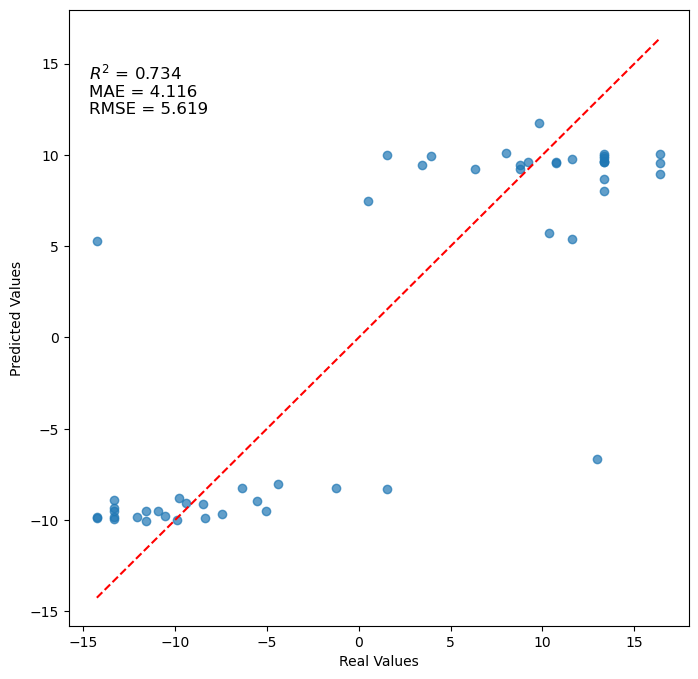 R² = 0.734
MAE = 4.116
RMSE = 5.619
15
10
5
0
−5
−10
−15
Predicted Values
−15
−10
−5
0
5
10
15
Real Values